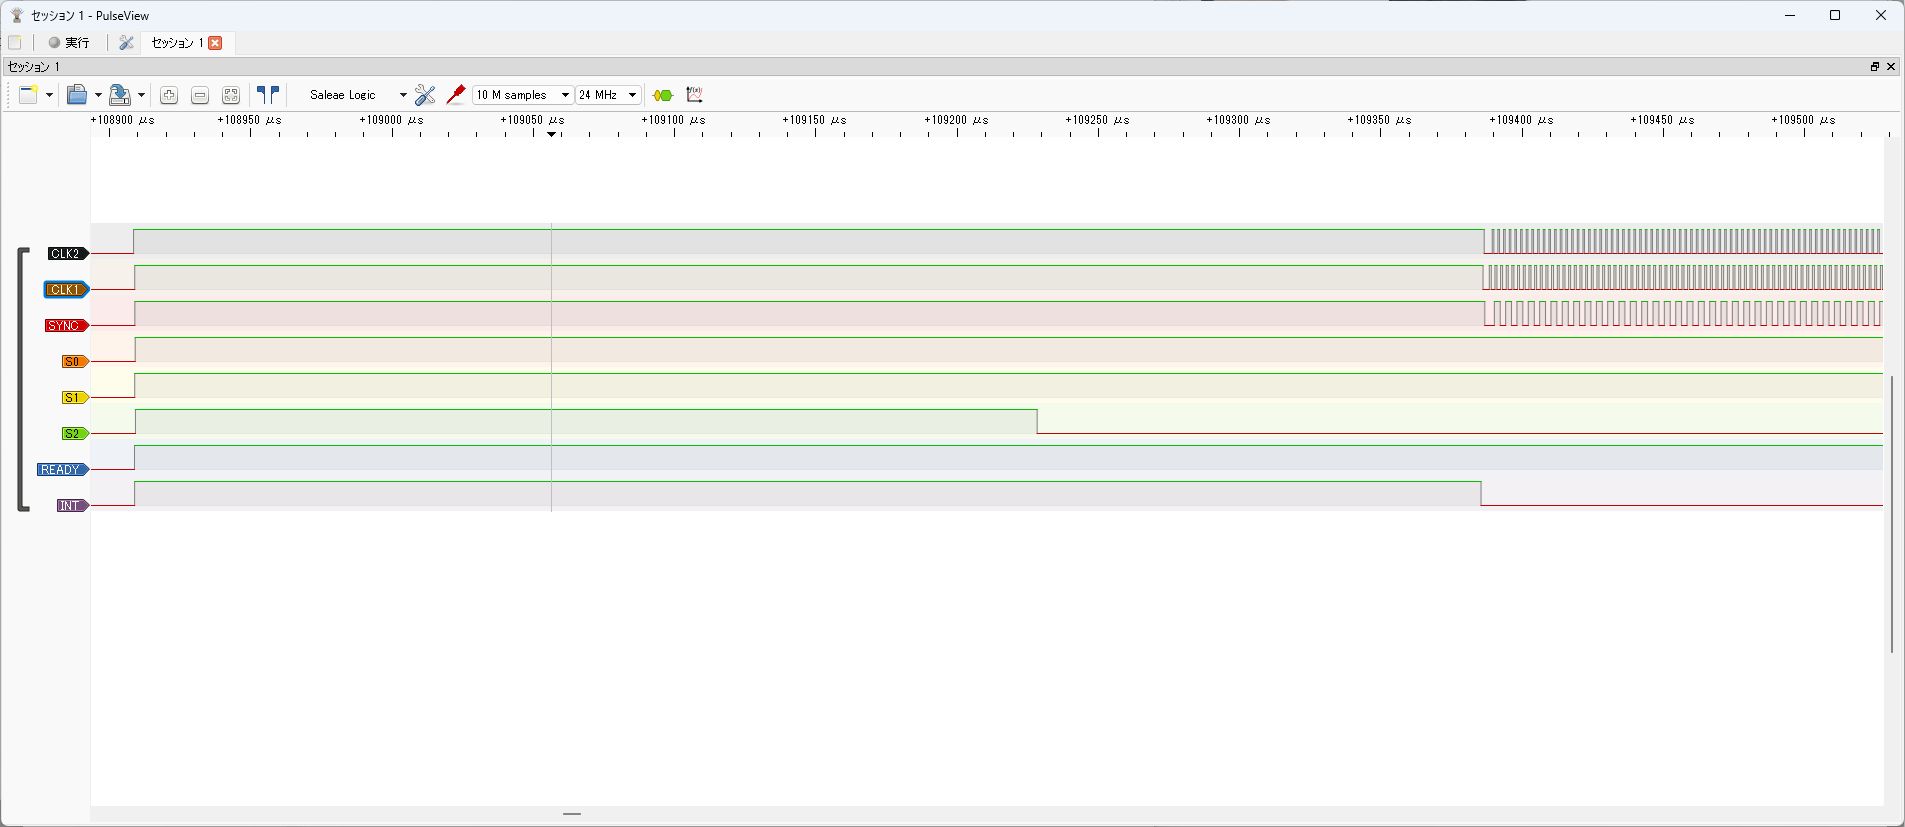 セッション 1 - PulseView
実行
セッション 1
セッション 1
Saleae Logic
10 M samples
24 MHz
+108900 μs +108950 μs +109000 μs +109050 μs +109100 μs +109150 μs +109200 μs +109250 μs +109300 μs +109350 μs +109400 μs +109450 μs +109500 μs
CLK2
CLK1
SYNC
S0
S1
S2
READY
INT